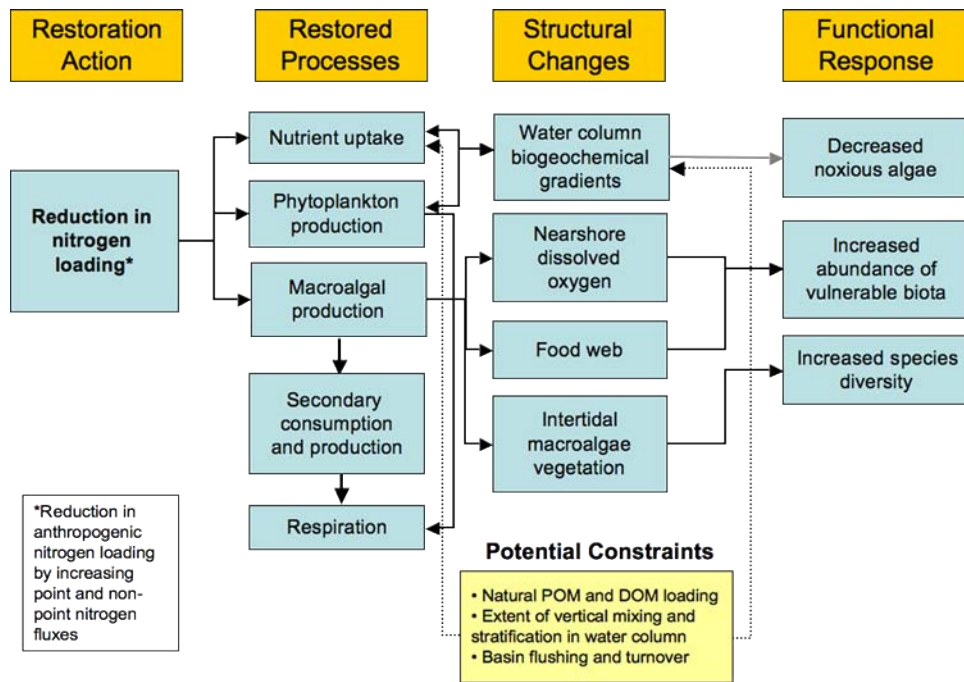 Restoration
Action
Restored
Processes
Structural
Changes
Functional
Response
Reduction in
nitrogen
loading*
Nutrient uptake
Phytoplankton
production
Macroalgal
production
Secondary
consumption
and production
Respiration
Water column
biogeochemical
gradients
Nearshore
dissolved
oxygen
Food web
Intertidal
macroalgae
vegetation
Decreased
noxious algae
Increased
abundance of
vulnerable biota
Increased species
diversity
*Reduction in
anthropogenic
nitrogen loading
by increasing
point and non-
point nitrogen
fluxes
Potential Constraints
• Natural POM and DOM loading
• Extent of vertical mixing and
stratification in water column
• Basin flushing and turnover